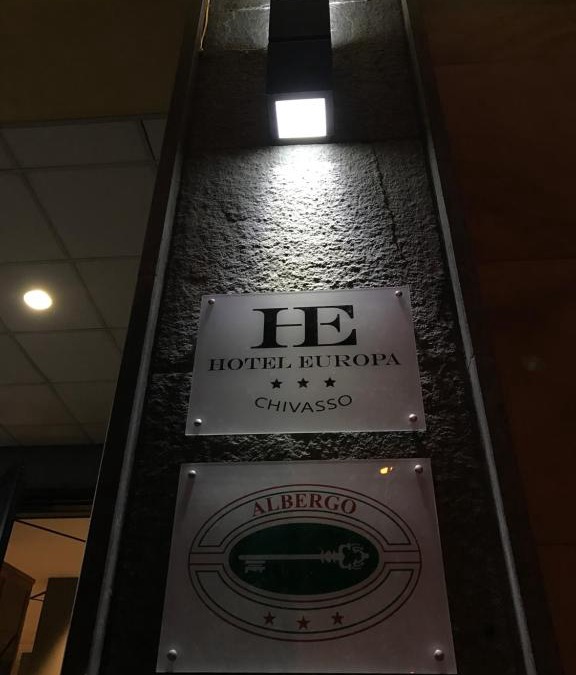 HE
HOTEL EUROPA
★ ★ ★
CHIVASSO
ALBERGO
★ ★ ★